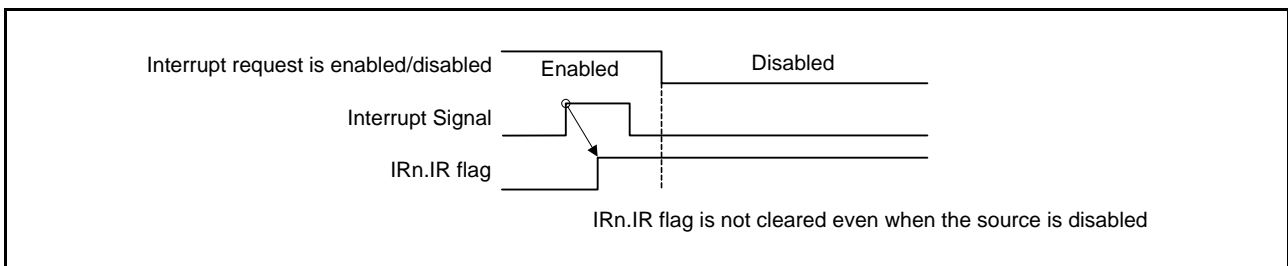 Interrupt request is enabled/disabled
Enabled
Disabled
Interrupt Signal
IRn.IR flag
IRn.IR flag is not cleared even when the source is disabled